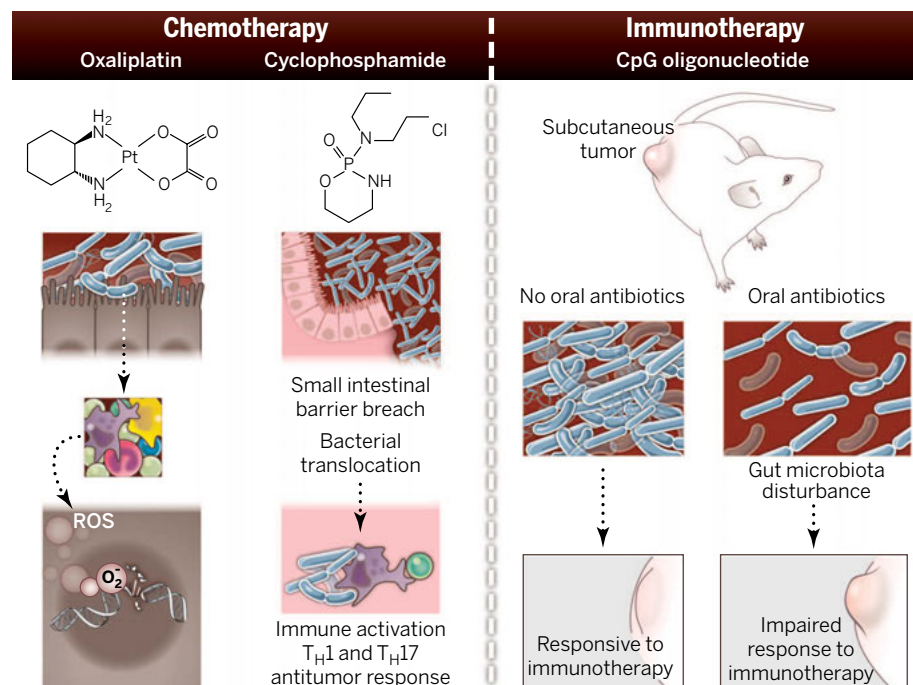 Chemotherapy
Oxaliplatin
Cyclophosphamide
H₂
N
Pt
N
H₂
O
O
O
O
Cl
N
O
P
O
NH
Small intestinal
barrier breach
Bacterial
translocation
ROS
O₂⁻
Immune activation
T_H1 and T_H17
antitumor response
Immunotherapy
CpG oligonucleotide
Subcutaneous
tumor
No oral antibiotics
Oral antibiotics
Gut microbiota
disturbance
Responsive to
immunotherapy
Impaired
response to
immunotherapy